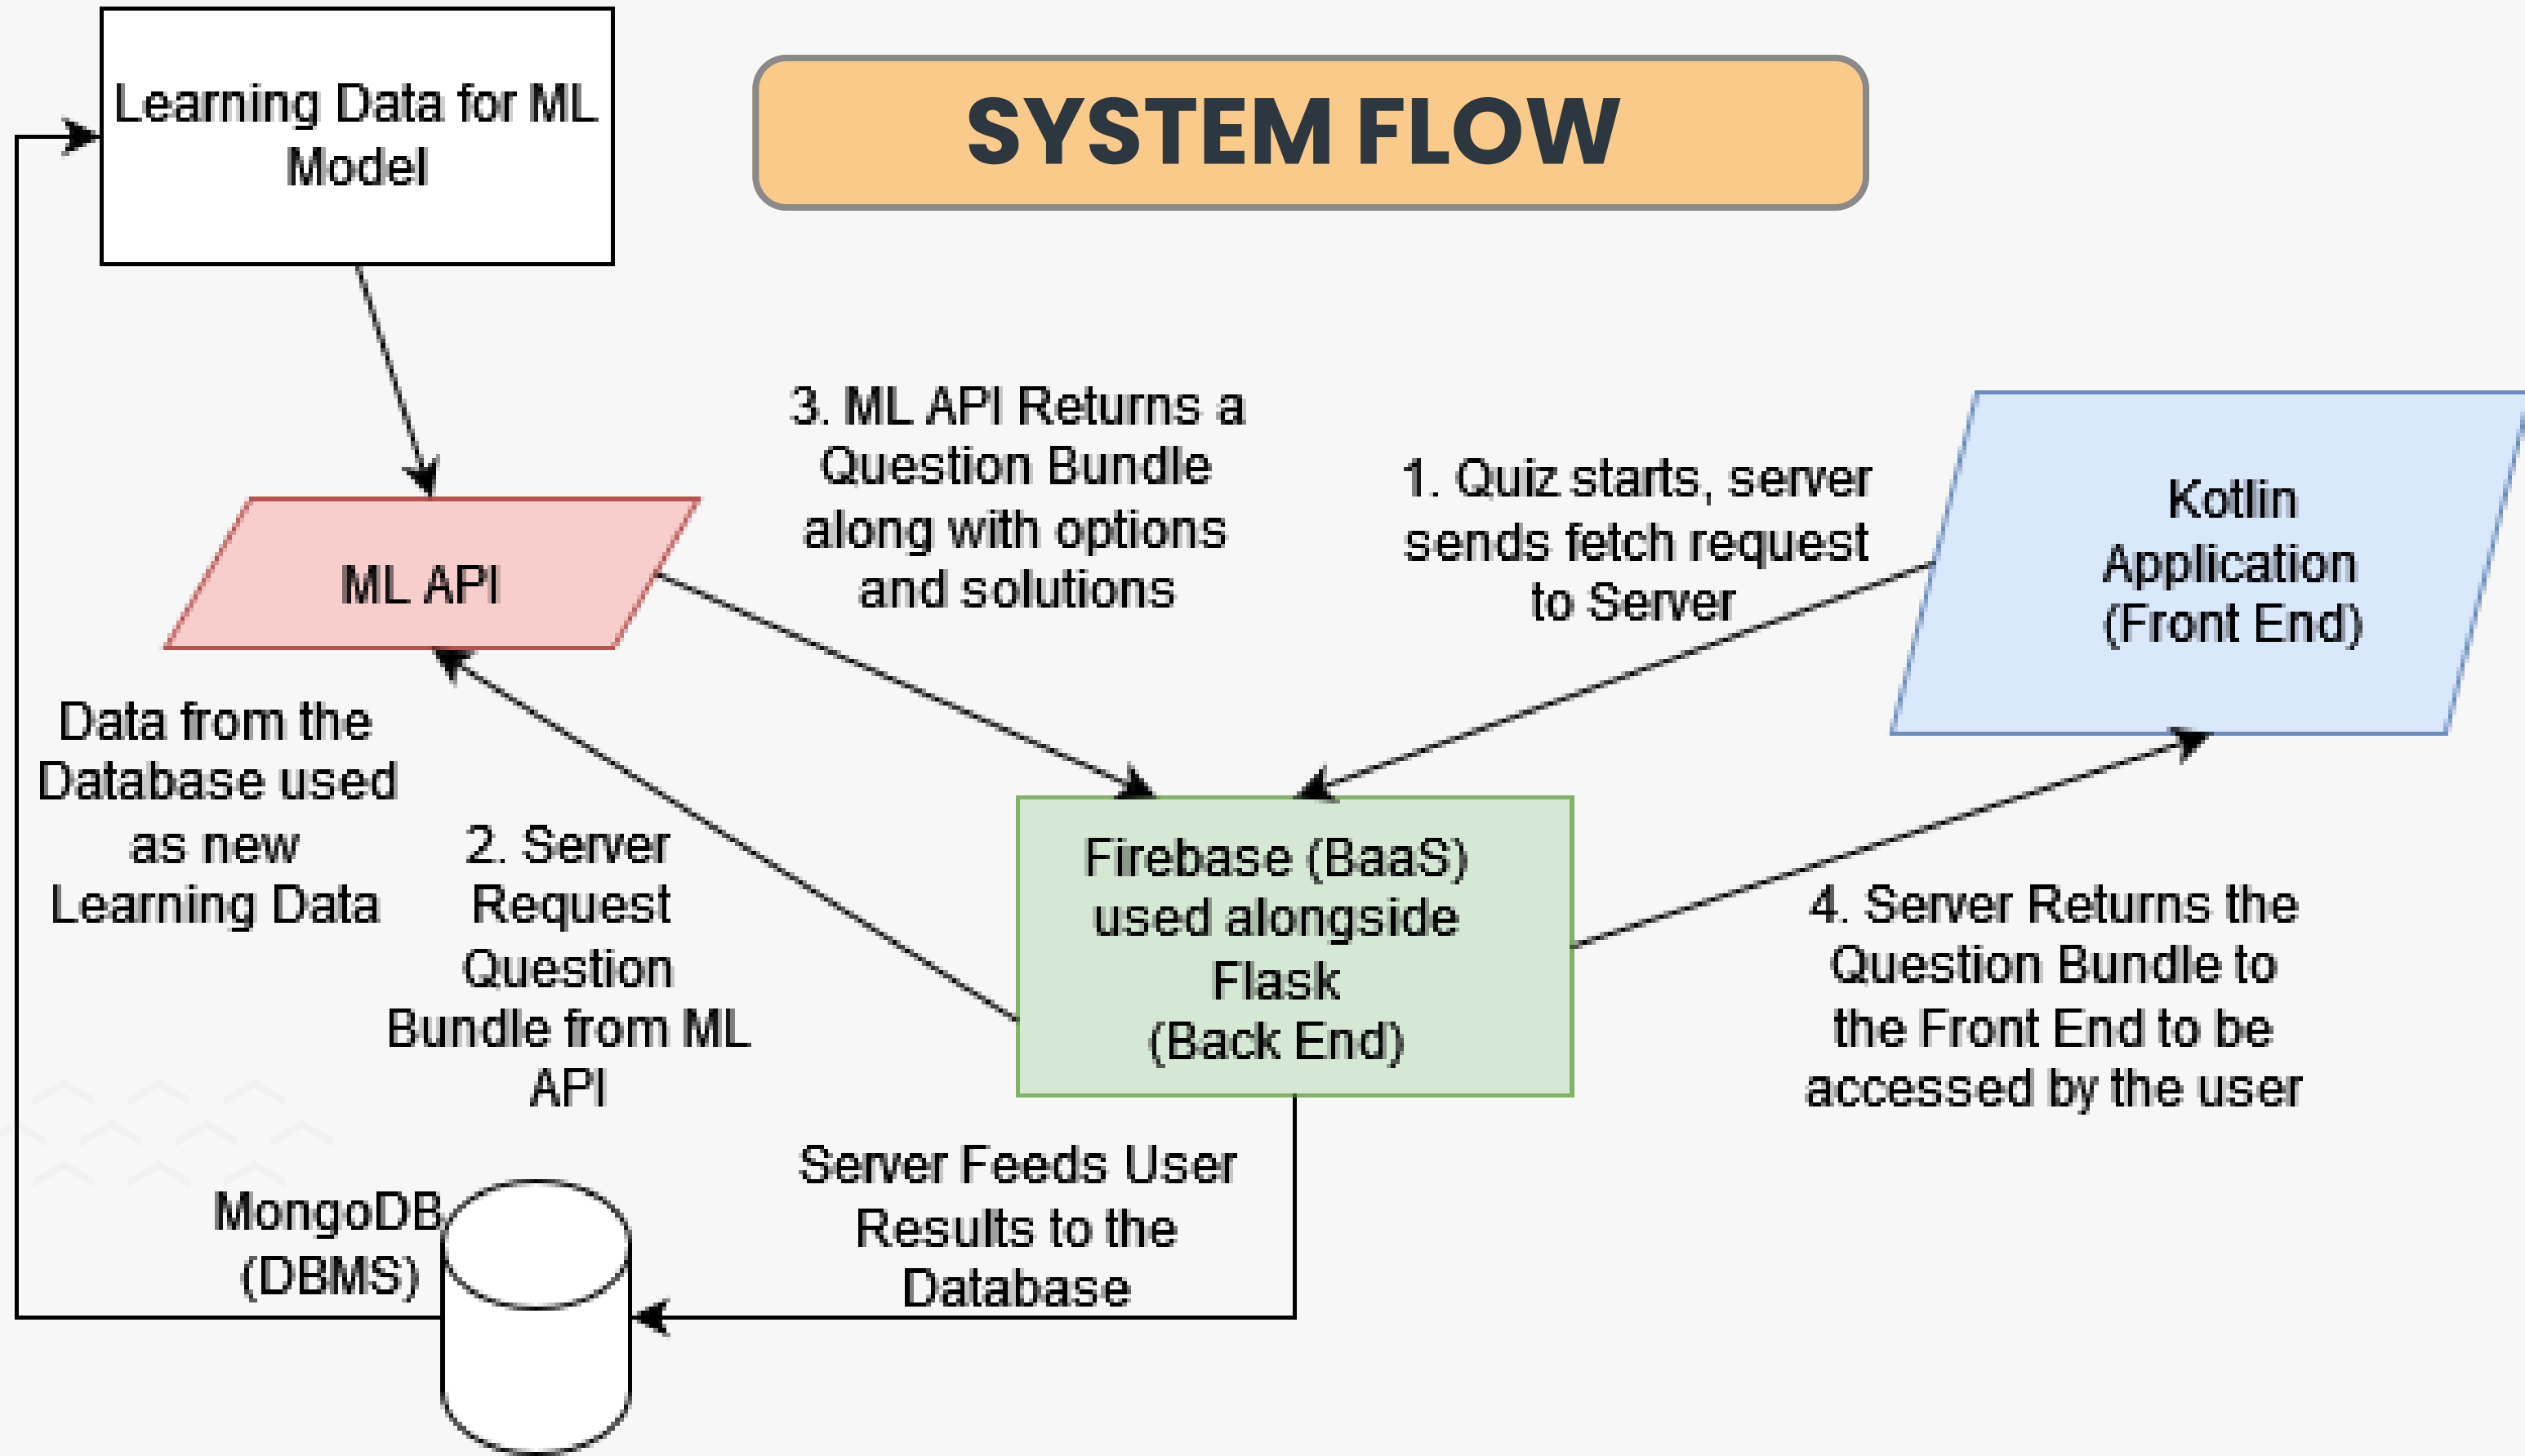 SYSTEM FLOW
Learning Data for ML
Model
3. ML API Returns a
Question Bundle
along with options
and solutions
1. Quiz starts, server
sends fetch request
to Server
Kotlin
Application
(Front End)
ML API
Data from the
Database used
as new
Learning Data
2. Server
Request
Question
Bundle from ML
API
Firebase (BaaS)
used alongside
Flask
(Back End)
4. Server Returns the
Question Bundle to
the Front End to be
accessed by the user
Server Feeds User
Results to the
Database
MongoDB
(DBMS)